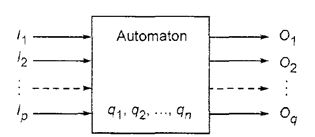 I1 Automaton O1
I2 O2
⋮ ⋮
Ip q1, q2, ..., qn Oq